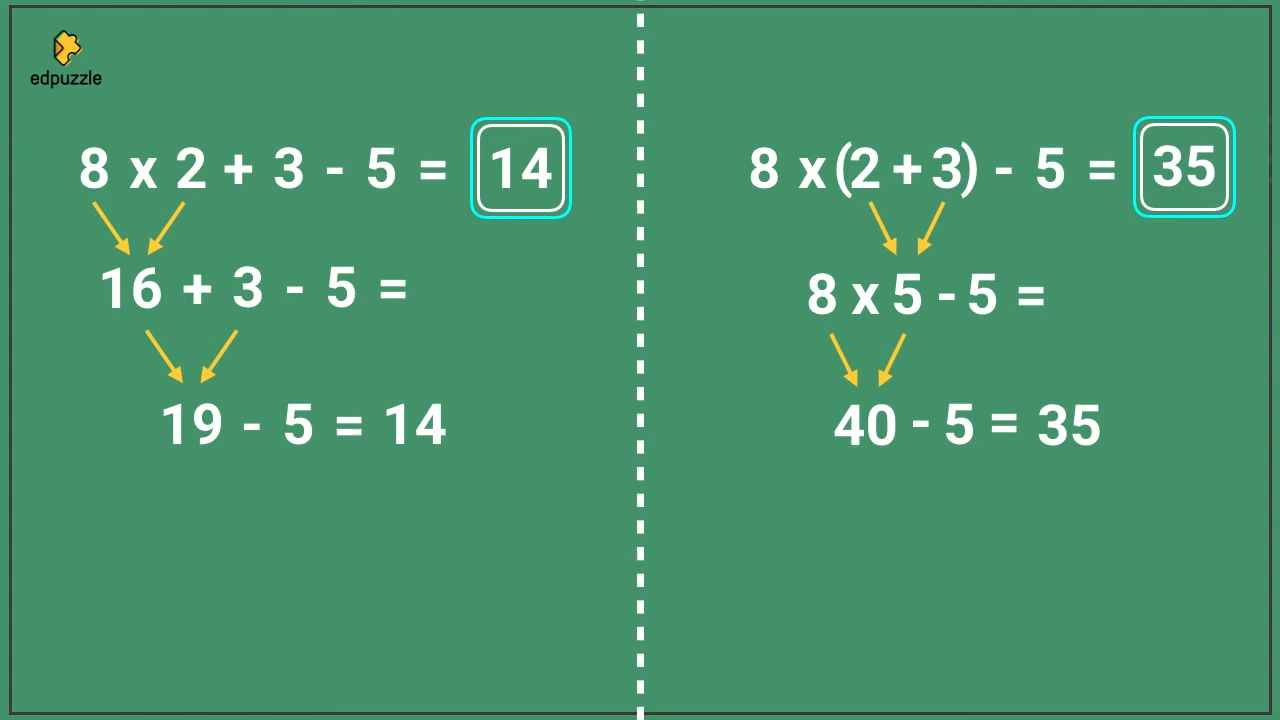 edpuzzle
8 x 2 + 3 - 5 = 14
16 + 3 - 5 =
19 - 5 = 14
8 x (2 + 3) - 5 = 35
8 x 5 - 5 =
40 - 5 = 35